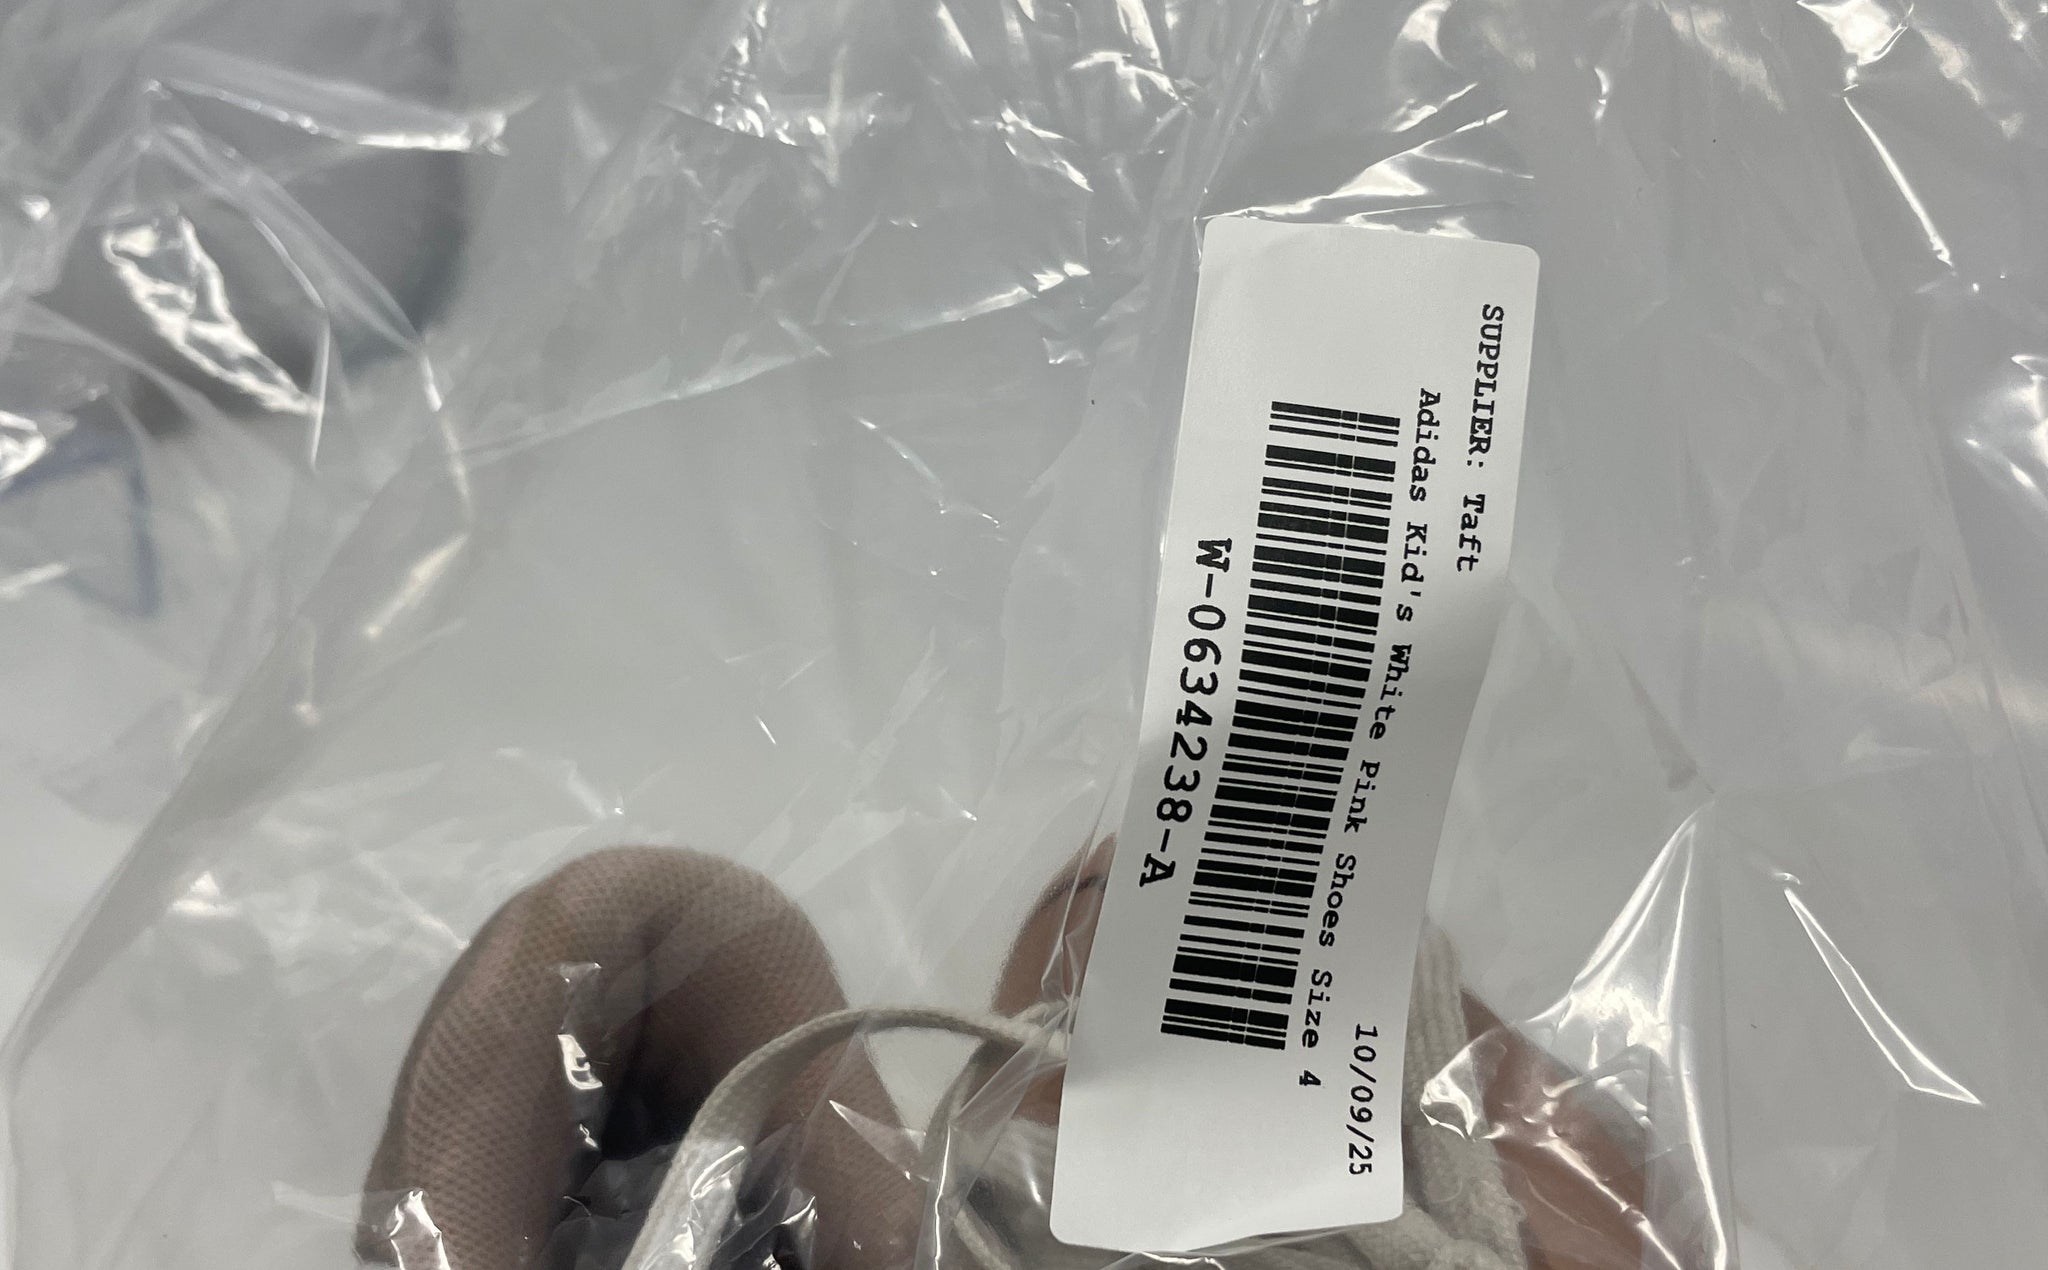 SUPPLIER: Taft
10/09/25
Adidas Kid's White Pink Shoes Size 4
W-0634238-A